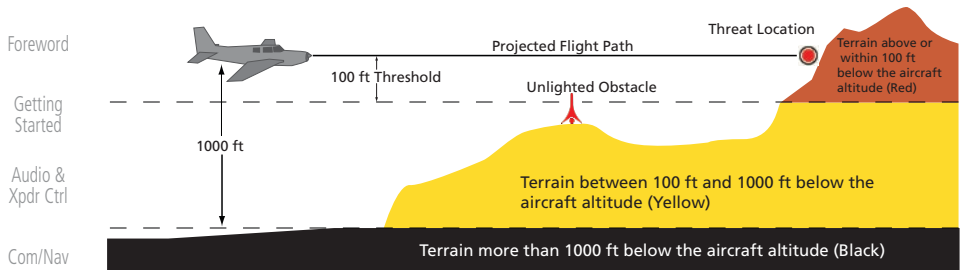 Foreword
Getting
Started
Audio &
Xpdr Ctrl
Com/Nav
Projected Flight Path
Threat Location
100 ft Threshold
Unlighted Obstacle
Terrain above or
within 100 ft
below the aircraft
altitude (Red)
1000 ft
Terrain between 100 ft and 1000 ft below the
aircraft altitude (Yellow)
Terrain more than 1000 ft below the aircraft altitude (Black)